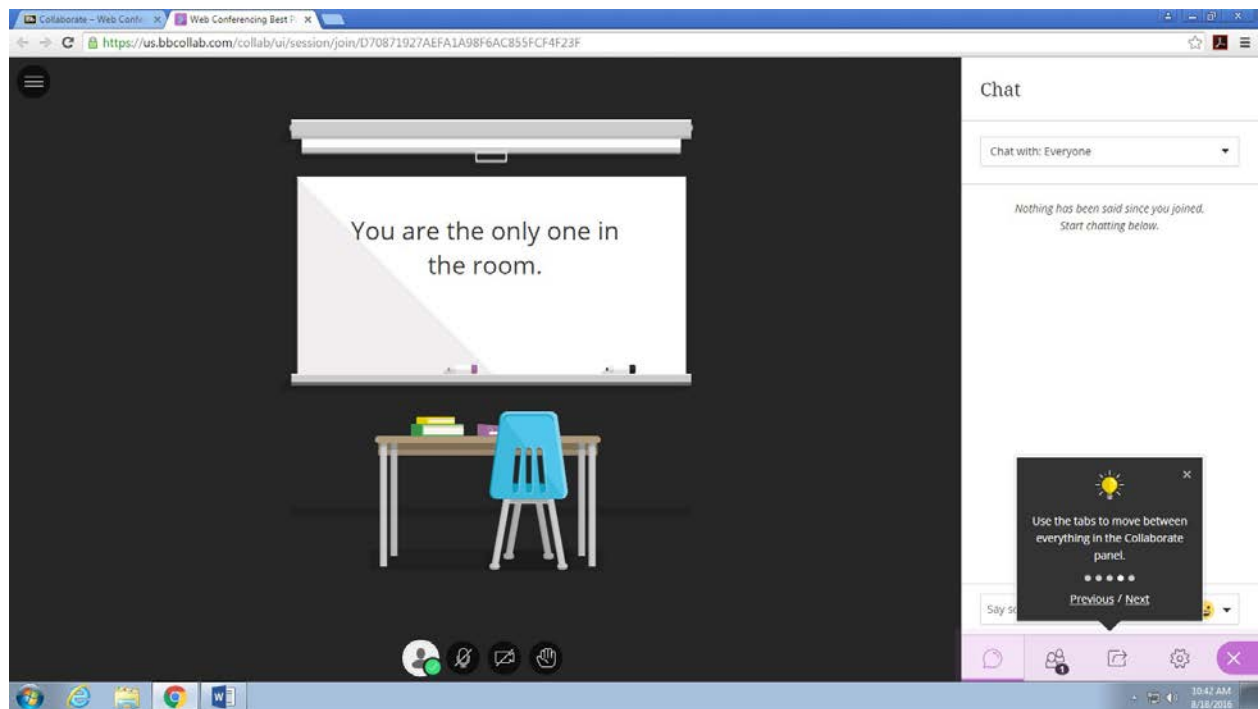 Collaborate – Web Confe
Web Conferencing Best P
https://us.bbcollab.com/collab/ui/session/join/D70871927AEFA1A98F6AC855FCF4F23F
Chat
Chat with: Everyone
Nothing has been said since you joined.
Start chatting below.
You are the only one in
the room.
Use the tabs to move between
everything in the Collaborate
panel.
Previous / Next
Say so
1
10:42 AM
8/18/2016